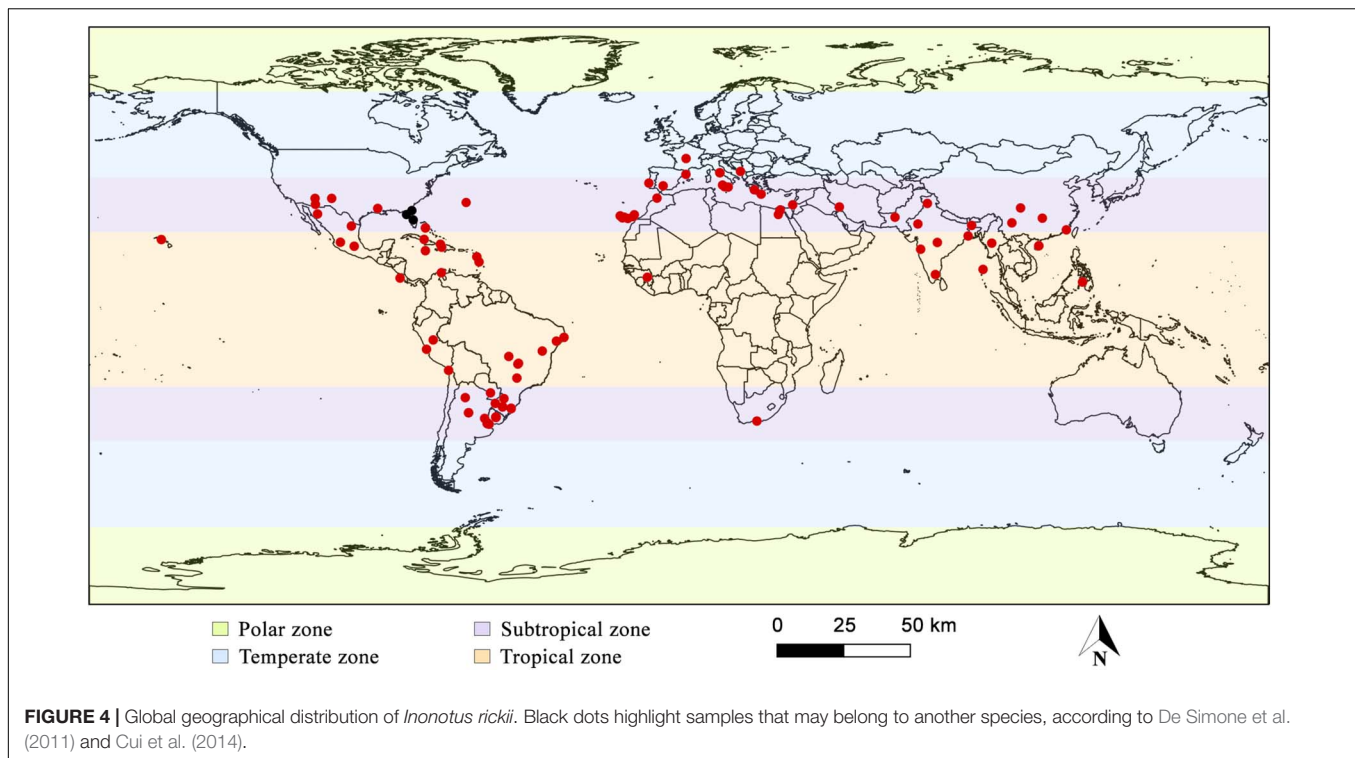 Polar zone
Temperate zone
Subtropical zone
Tropical zone
0 25 50 km
N
FIGURE 4 | Global geographical distribution of Inonotus rickii. Black dots highlight samples that may belong to another species, according to De Simone et al.
(2011) and Cui et al. (2014).